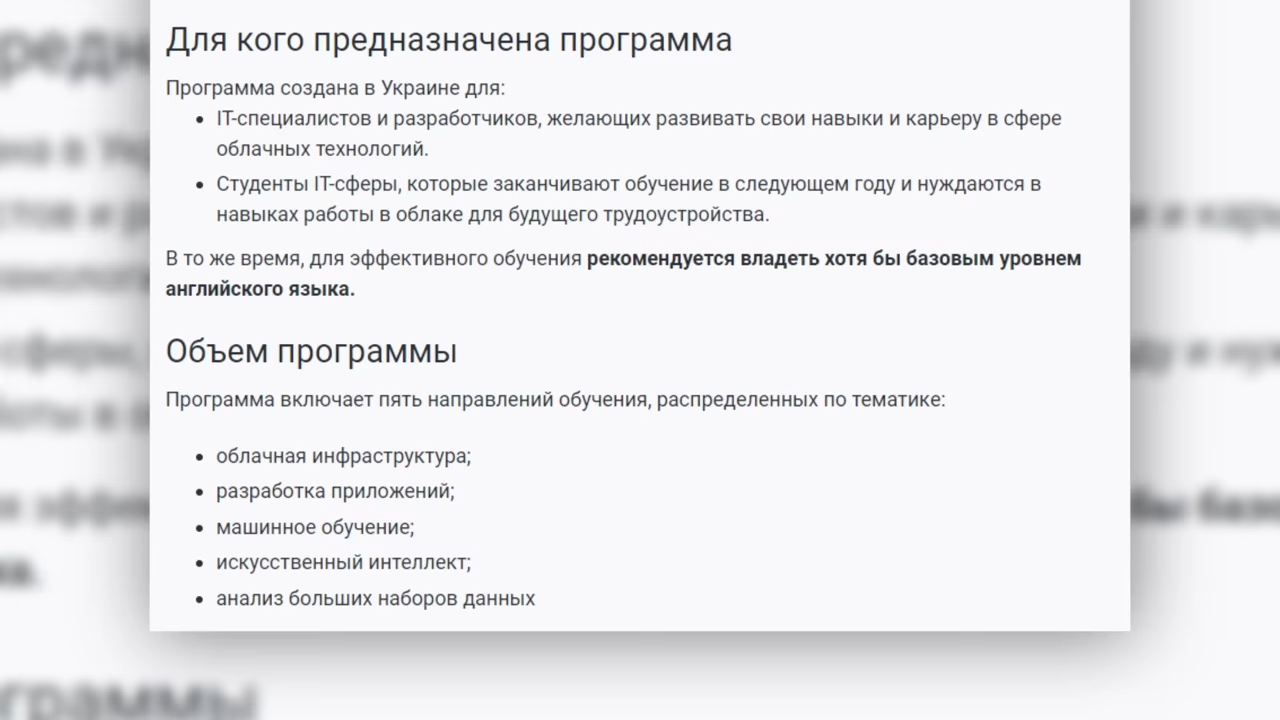 Для кого предназначена программа
Программа создана в Украине для:
• IT-специалистов и разработчиков, желающих развивать свои навыки и карьеру в сфере
облачных технологий.
• Студенты IT-сферы, которые заканчивают обучение в следующем году и нуждаются в
навыках работы в облаке для будущего трудоустройства.
В то же время, для эффективного обучения рекомендуется владеть хотя бы базовым уровнем
английского языка.
Объем программы
Программа включает пять направлений обучения, распределенных по тематике:
• облачная инфраструктура;
• разработка приложений;
• машинное обучение;
• искусственный интеллект;
• анализ больших наборов данных